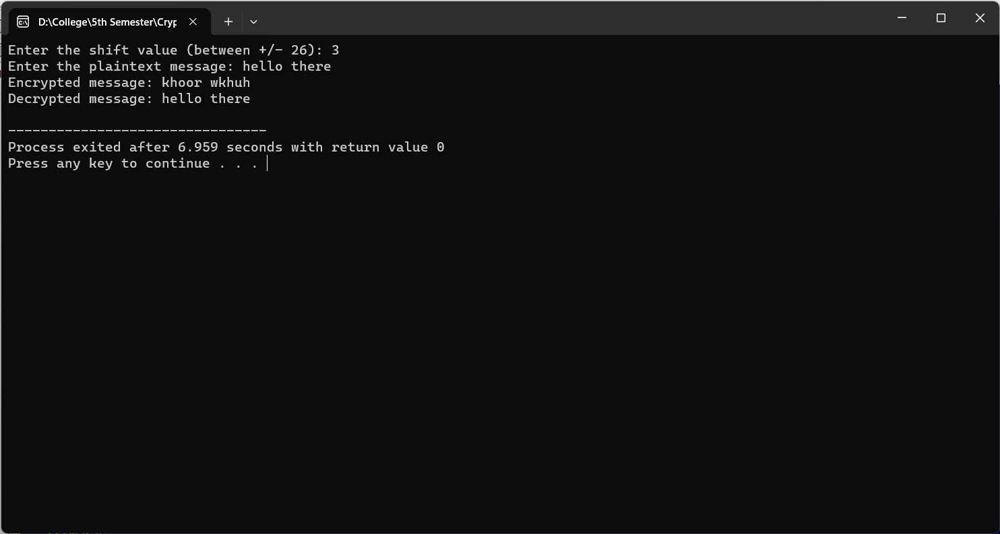 D:\College\5th Semester\Cryp
Enter the shift value (between +/- 26): 3
Enter the plaintext message: hello there
Encrypted message: khoor wkhuh
Decrypted message: hello there
--------------------------------
Process exited after 6.959 seconds with return value 0
Press any key to continue . . .